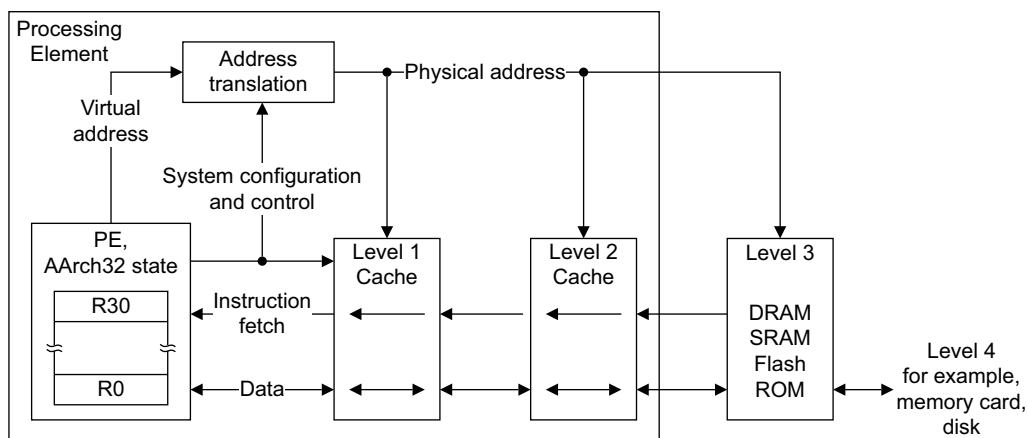 Processing
Element
Address
translation
Physical address
Virtual
address
System configuration
and control
PE,
AArch32 state
R30
R0
Instruction
fetch
Data
Level 1
Cache
Level 2
Cache
Level 3
DRAM
SRAM
Flash
ROM
Level 4
for example,
memory card,
disk